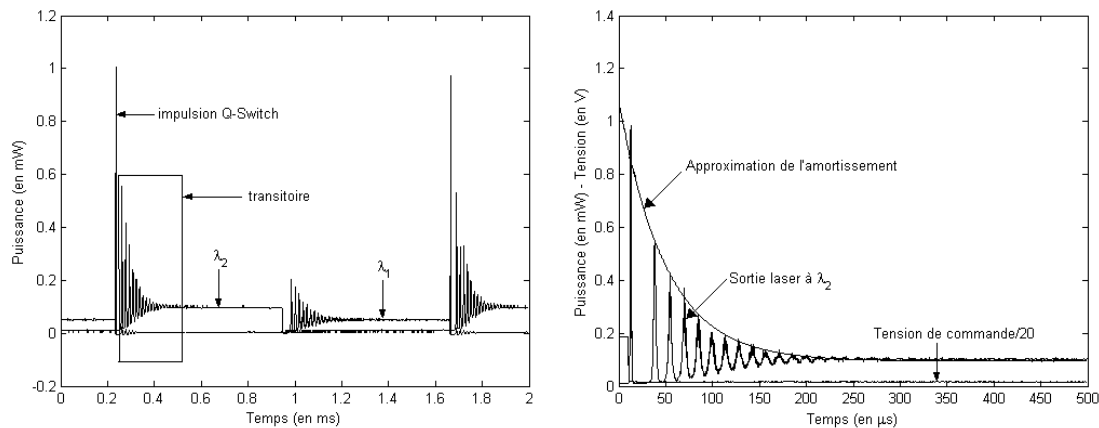 1.2
1
0.8
0.6
0.4
0.2
0
-0.2
Puissance (en mW)
impulsion Q-Switch
transitoire
λ2
λ1
0 0.2 0.4 0.6 0.8 1 1.2 1.4 1.6 1.8 2
Temps (en ms)
1.4
1.2
1
0.8
0.6
0.4
0.2
0
Puissance (en mW) - Tension (en V)
Approximation de l'amortissement
Sortie laser à λ2
Tension de commande/20
0 50 100 150 200 250 300 350 400 450 500
Temps (en μs)